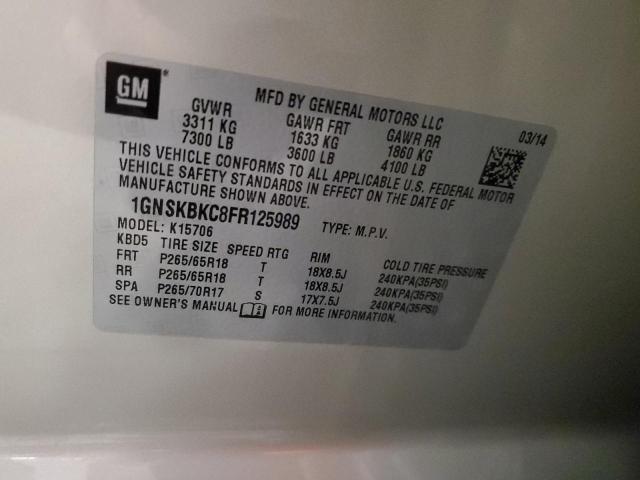 GM
MFD BY GENERAL MOTORS LLC
03/14
GVWR GAWR FRT GAWR RR
3311 KG 1633 KG 1860 KG
7300 LB 3600 LB 4100 LB
THIS VEHICLE CONFORMS TO ALL APPLICABLE U.S. FEDERAL MOTOR
VEHICLE SAFETY STANDARDS IN EFFECT ON THE DATE OF
MANUFACTURE SHOWN ABOVE.
1GNSKBKC8FR125989 TYPE: M.P.V.
MODEL: K15706
KBD5 TIRE SIZE SPEED RTG RIM COLD TIRE PRESSURE
FRT P265/65R18 T 18X8.5J 240KPA(35PSI)
RR P265/65R18 T 18X8.5J 240KPA(35PSI)
SPA P265/70R17 S 17X7.5J 240KPA(35PSI)
SEE OWNER'S MANUAL FOR MORE INFORMATION.